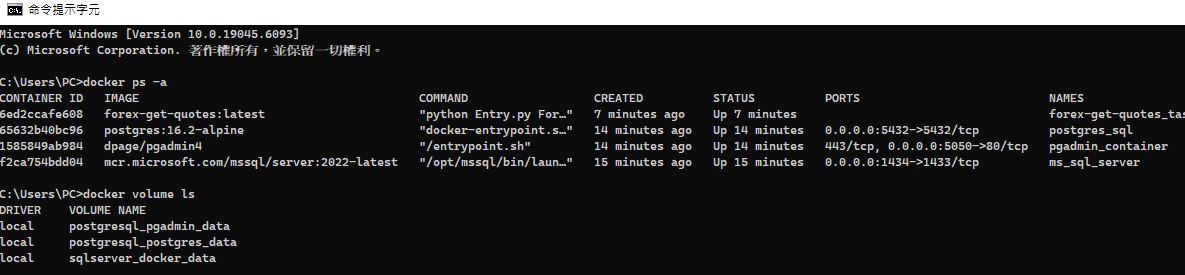 命令提示字元
Microsoft Windows [Version 10.0.19045.6093]
(c) Microsoft Corporation. 著作權所有，並保留一切權利。
C:\Users\PC>docker ps -a
CONTAINER ID   IMAGE                                        COMMAND                  CREATED          STATUS          PORTS                           NAMES
6ed2ccafe608   forex-get-quotes:latest                      "python Entry.py For…"   7 minutes ago    Up 7 minutes                                    forex-get-quotes_tas
65632b40bc96   postgres:16.2-alpine                         "docker-entrypoint.s…"   14 minutes ago   Up 14 minutes   0.0.0.0:5432->5432/tcp          postgres_sql
1585849ab984   dpage/pgadmin4                               "/entrypoint.sh"         14 minutes ago   Up 14 minutes   443/tcp, 0.0.0.0:5050->80/tcp   pgadmin_container
f2ca754bdd04   mcr.microsoft.com/mssql/server:2022-latest   "/opt/mssql/bin/laun…"   15 minutes ago   Up 15 minutes   0.0.0.0:1434->1433/tcp          ms_sql_server
C:\Users\PC>docker volume ls
DRIVER    VOLUME NAME
local     postgresql_pgadmin_data
local     postgresql_postgres_data
local     sqlserver_docker_data